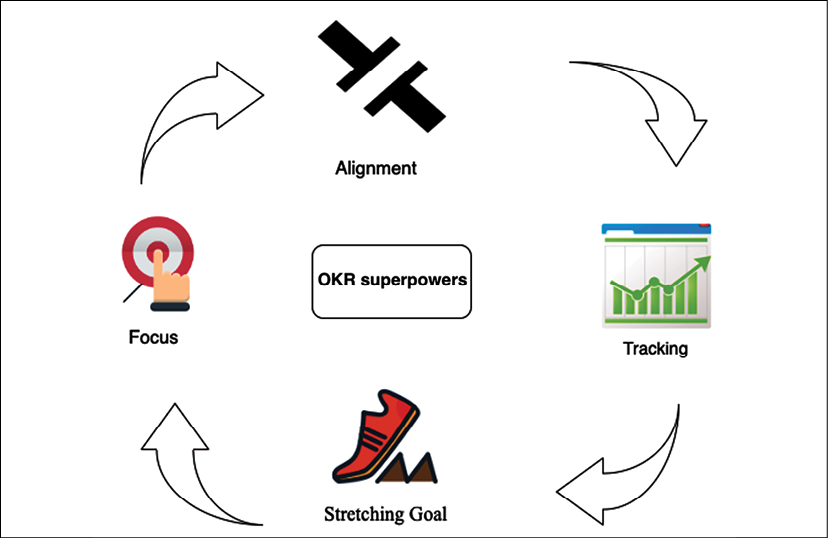 Alignment
OKR superpowers
Focus
Tracking
Stretching Goal